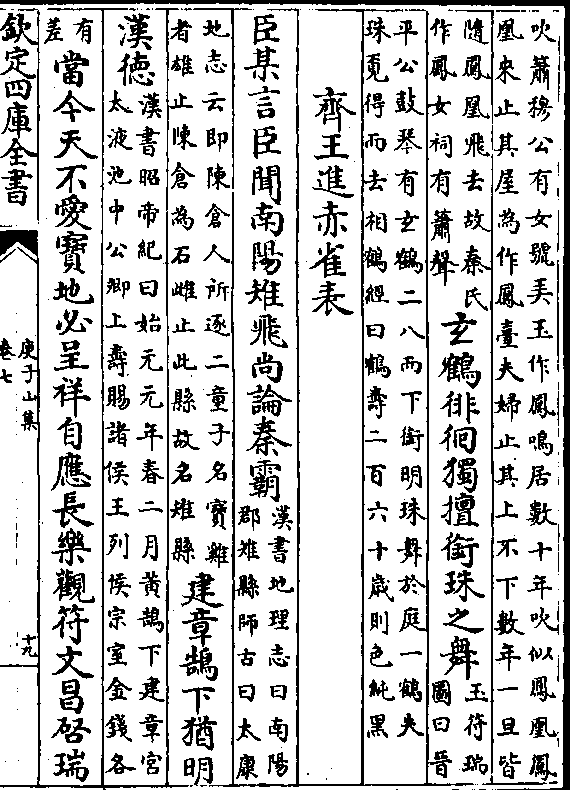 吹簫穆公有女號美玉作鳳鳴居數十年吹似鳳凰鳳
凰來止其屋為作鳳臺夫婦止其上不下數年一旦皆
隨鳳凰飛去故秦氏
作鳳女祠有簫聲
玄鶴徘徊獨擅銜珠之舞
玉符瑞
圖曰晉
平公鼓琴有玄鶴二八而下銜明珠舞於庭一鶴失
珠覔得而去相鶴經曰鶴壽二百六十歲則色純黑
齊王進赤雀表
臣某言臣聞南陽雉飛尚論秦霸
漢書地理志曰南陽
郡雉縣師古曰太康
地志云即陳倉人所逐二童子名寶雞
者雄止陳倉為石雌止此縣故名雉縣
建章鵠下猶明
漢德
漢書昭帝紀曰始元元年春二月黃鵠下建章宮
太液池中公卿上壽賜諸侯王列侯宗室金錢各
有
差
當今天不愛寶地必呈祥自應長樂觀符文昌啓瑞
欽定四庫全書
庾子山集
卷七
十九